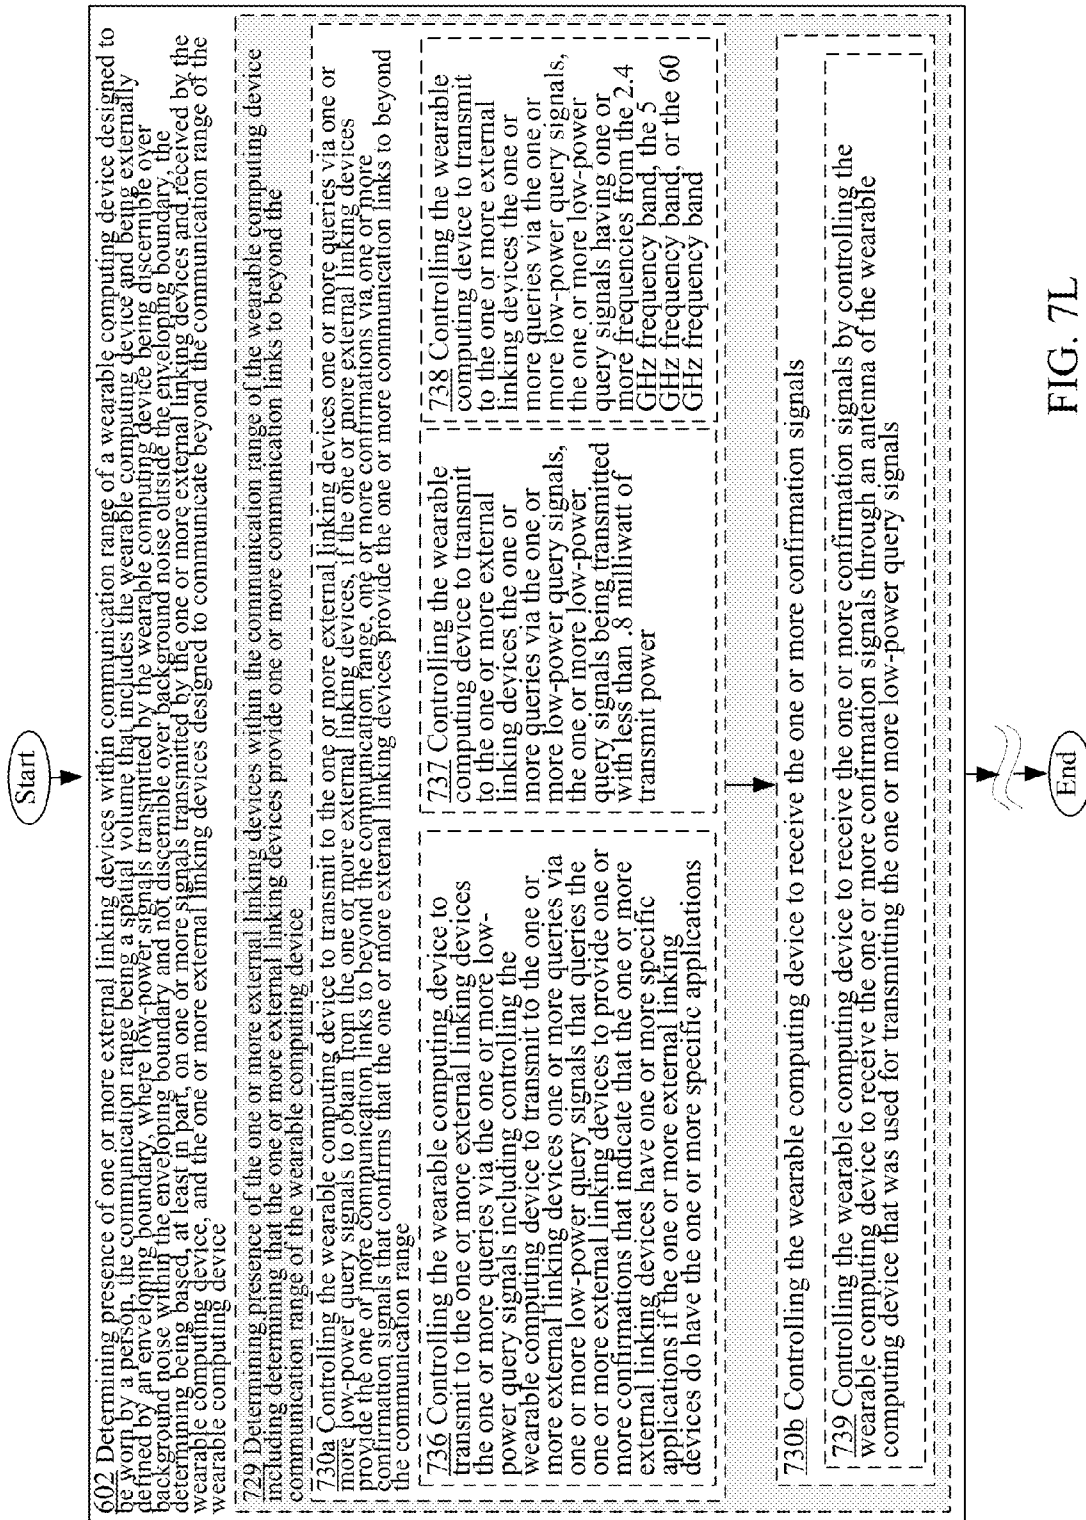 Start
602 Determining presence of one or more external linking devices within communication range of a wearable computing device designed to
be worn by a person, the communication range being a spatial volume that includes the wearable computing device and being externally
defined by an enveloping boundary, where low-power signals transmitted by the wearable computing device being discernible over
background noise within the enveloping boundary and not discernible over background noise outside the enveloping boundary, the
determining being based, at least in part, on one or more signals transmitted by the one or more external linking devices and received by the
wearable computing device, and the one or more external linking devices designed to communicate beyond the communication range of the
wearable computing device
729 Determining presence of the one or more external linking devices within the communication range of the wearable computing device
including determining that the one or more external linking devices provide one or more communication links to beyond the
communication range of the wearable computing device
730a Controlling the wearable computing device to transmit to the one or more external linking devices one or more queries via one or
more low-power query signals to obtain from the one or more external linking devices, if the one or more external linking devices
provide the one or more communication links to beyond the communication range, one or more confirmations via one or more
confirmation signals that confirms that the one or more external linking devices provide the one or more communication links to beyond
the communication range
736 Controlling the wearable computing device to
transmit to the one or more external linking devices
the one or more queries via the one or more low-
power query signals including controlling the
wearable computing device to transmit to the one or
more external linking devices one or more queries via
one or more low-power query signals that queries the
one or more external linking devices to provide one or
more confirmations that indicate that the one or more
external linking devices have one or more specific
applications if the one or more external linking
devices do have the one or more specific applications
737 Controlling the wearable
computing device to transmit
to the one or more external
linking devices the one or
more queries via the one or
more low-power query signals,
the one or more low-power
query signals being transmitted
with less than .8 milliwatt of
transmit power
738 Controlling the wearable
computing device to transmit
to the one or more external
linking devices the one or
more queries via the one or
more low-power query signals,
the one or more low-power
query signals having one or
more frequencies from the 2.4
GHz frequency band, the 5
GHz frequency band, or the 60
GHz frequency band
730b Controlling the wearable computing device to receive the one or more confirmation signals
739 Controlling the wearable computing device to receive the one or more confirmation signals by controlling the
wearable computing device to receive the one or more confirmation signals through an antenna of the wearable
computing device that was used for transmitting the one or more low-power query signals
End
FIG. 7L